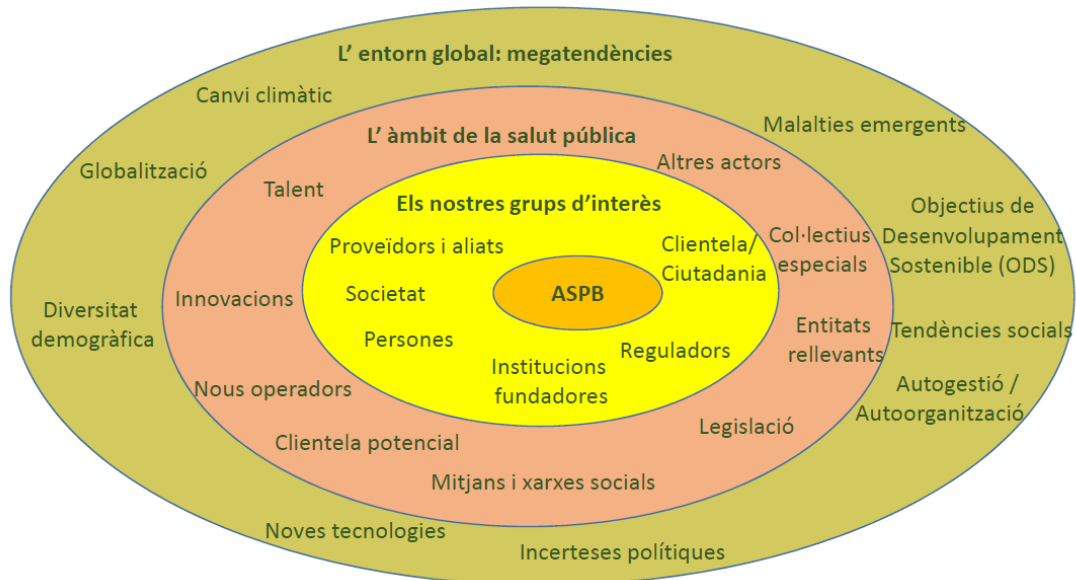 L' entorn global: megatendències
Canvi climàtic
Malalties emergents
L' àmbit de la salut pública
Altres actors
Globalització
Talent
Els nostres grups d'interès
Objectius de
Desenvolupament
Sostenible (ODS)
Proveïdors i aliats
Clientela/
Ciutadania
Col·lectius
especials
Societat
ASPB
Innovacions
Diversitat
demogràfica
Persones
Reguladors
Entitats
rellevants
Tendències socials
Institucions
fundadores
Nous operadors
Autogestió /
Autoorganització
Legislació
Clientela potencial
Mitjans i xarxes socials
Noves tecnologies
Incerteses polítiques